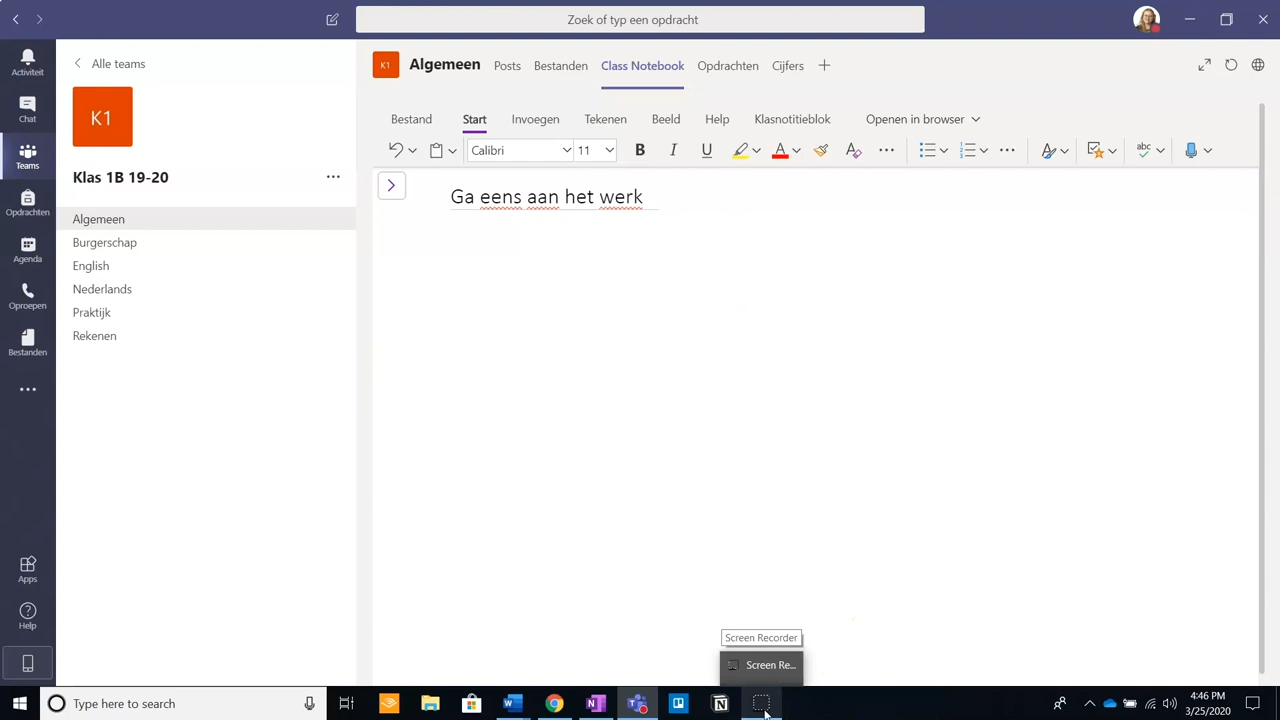 Zoek of typ een opdracht
Activiteit
Chat
Teams
Opdrachten
Agenda
Oproepen
Bestanden
Apps
Help
Alle teams
K1
Klas 1B 19-20
Algemeen
Burgerschap
English
Nederlands
Praktijk
Rekenen
K1 Algemeen Posts Bestanden Class Notebook Opdrachten Cijfers
Bestand Start Invoegen Tekenen Beeld Help Klasnotitieblok Openen in browser
Calibri 11 B I U A A abc
Ga eens aan het werk
Screen Recorder
Screen Re...
Type here to search
W N N
4:46 PM
3/25/2020